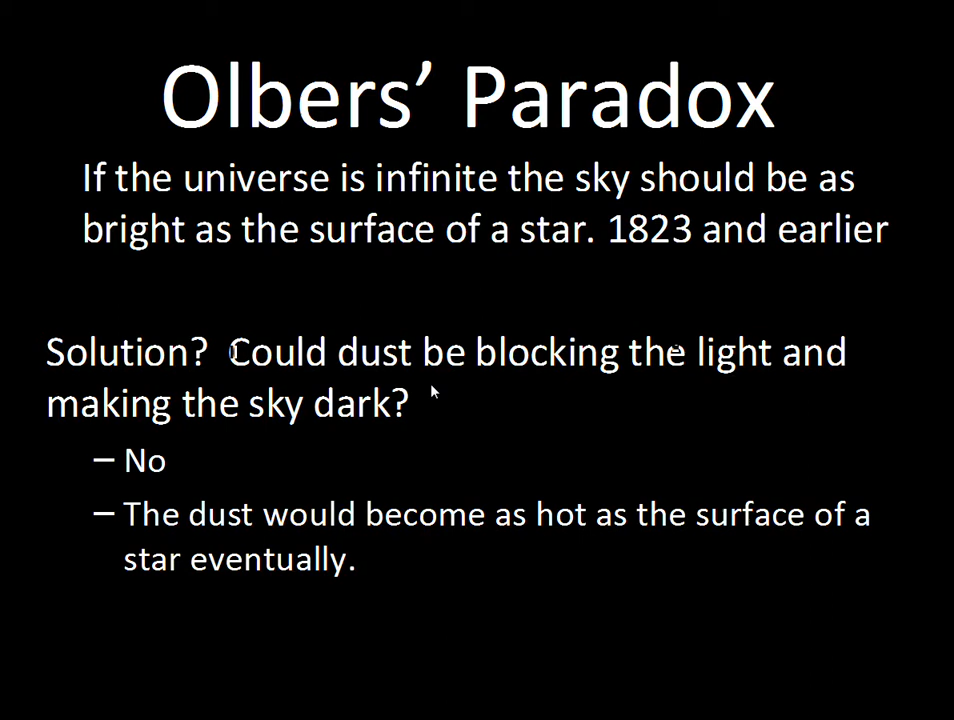 Olbers’ Paradox
If the universe is infinite the sky should be as
bright as the surface of a star. 1823 and earlier
Solution? Could dust be blocking the light and
making the sky dark?
– No
– The dust would become as hot as the surface of a
star eventually.